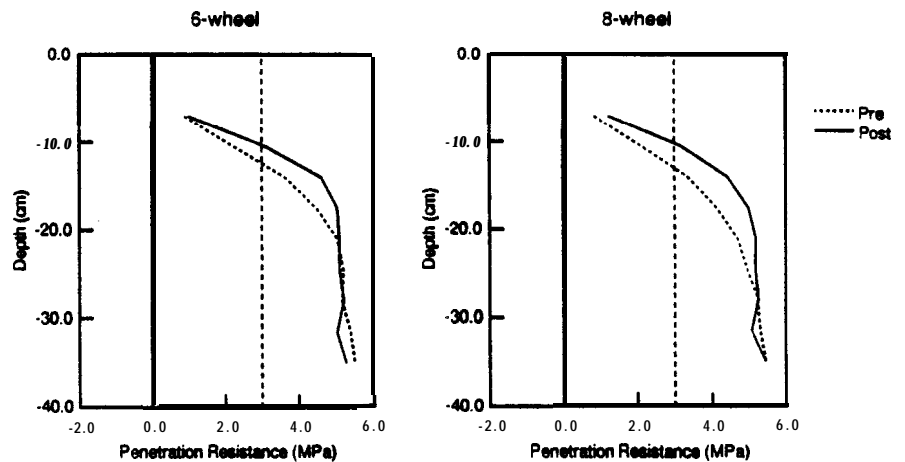 6-wheel
0.0
-10.0
-20.0
-30.0
-40.0
-2.0 0.0 2.0 4.0 6.0
Depth (cm)
Penetration Resistance (MPa)
8-wheel
0.0
-10.0
-20.0
-30.0
-40.0
-2.0 0.0 2.0 4.0 6.0
Depth (cm)
Penetration Resistance (MPa)
Pre
Post